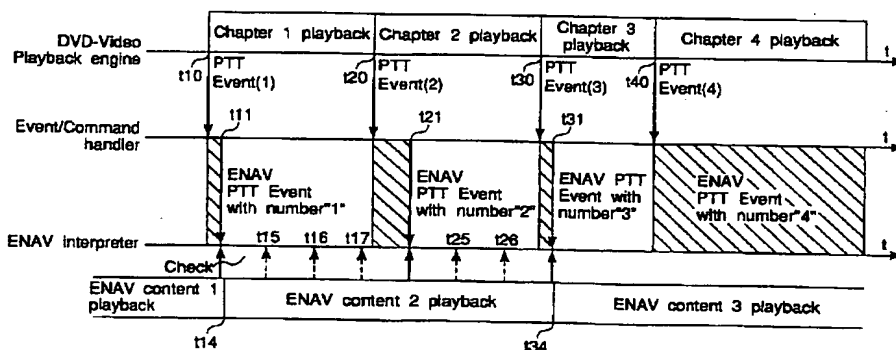 Chapter 1 playback
Chapter 2 playback
Chapter 3
playback
Chapter 4 playback
DVD-Video
Playback engine
t
t10
PTT
Event(1)
t20
PTT
Event(2)
t30
PTT
Event(3)
t40
PTT
Event(4)
t11
t21
t31
Event/Command
handler
t
ENAV
PTT Event
with number"1"
ENAV
PTT Event
with number"2"
ENAV PTT
Event with
number"3"
ENAV
PTT Event
with number"4"
ENAV interpreter
t15
t16
t17
t25
t26
t
Check
ENAV content 1
playback
ENAV content 2 playback
ENAV content 3 playback
t14
t34